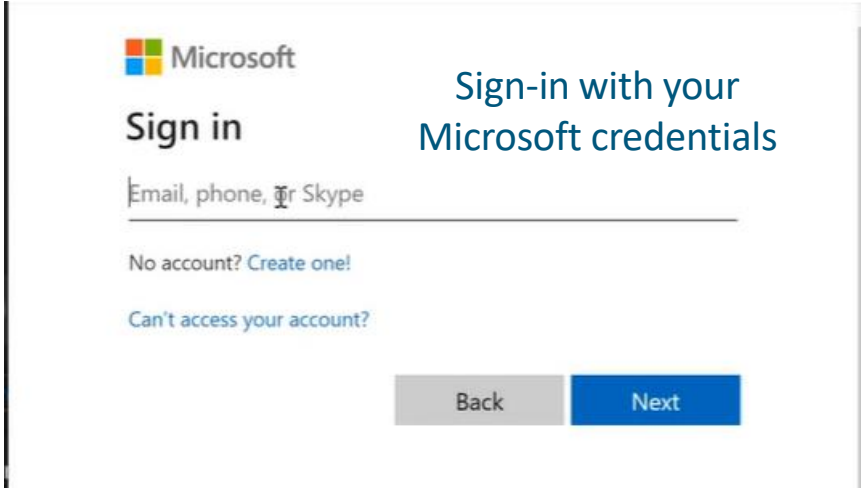 Microsoft
Sign-in with your
Microsoft credentials
Sign in
Email, phone, or Skype
No account? Create one!
Can't access your account?
Back
Next